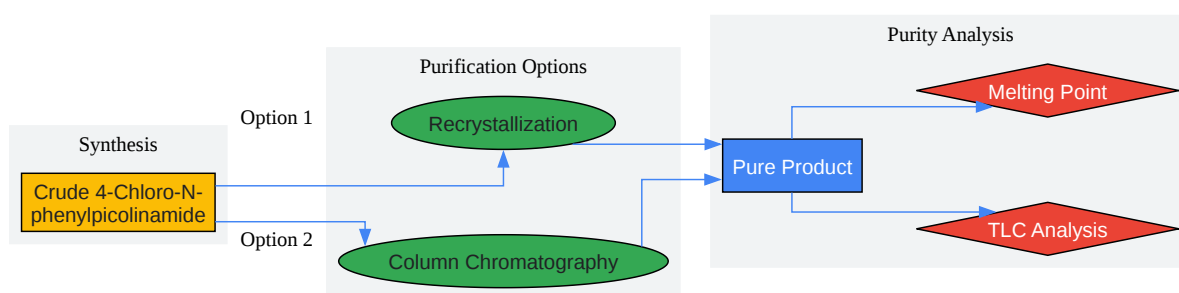 Synthesis
Crude 4-Chloro-N-
phenylpicolinamide
Option 1
Option 2
Purification Options
Recrystallization
Column Chromatography
Purity Analysis
Pure Product
Melting Point
TLC Analysis